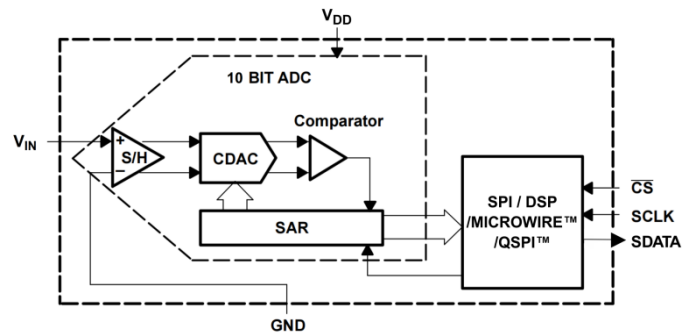 VDD
10 BIT ADC
Comparator
VIN
+
S/H
−
CDAC
SPI / DSP
/MICROWIRE™
/QSPI™
CS
SCLK
SDATA
SAR
GND